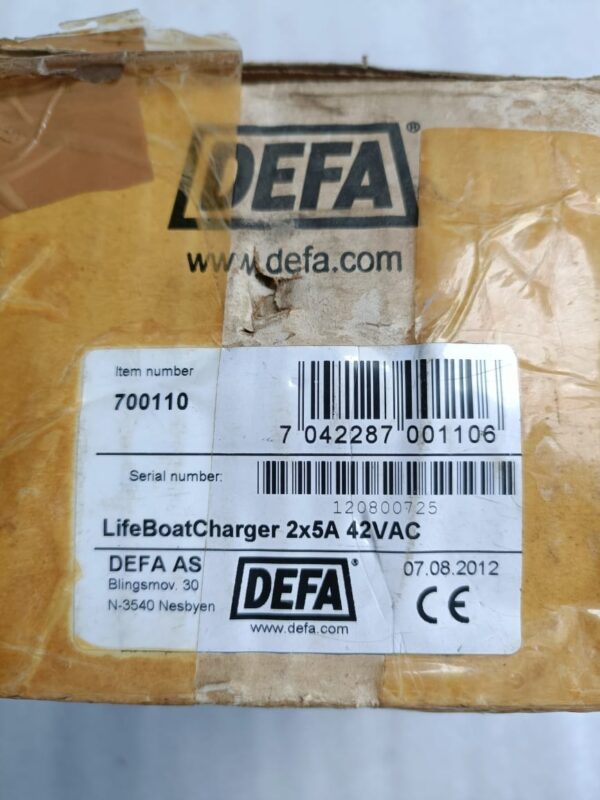 DEFA®
www.defa.com
Item number
700110
7 042287 001106
Serial number:
120800725
LifeBoatCharger 2x5A 42VAC
DEFA AS
Blingsmov. 30
N-3540 Nesbyen
DEFA®
www.defa.com
07.08.2012
CE